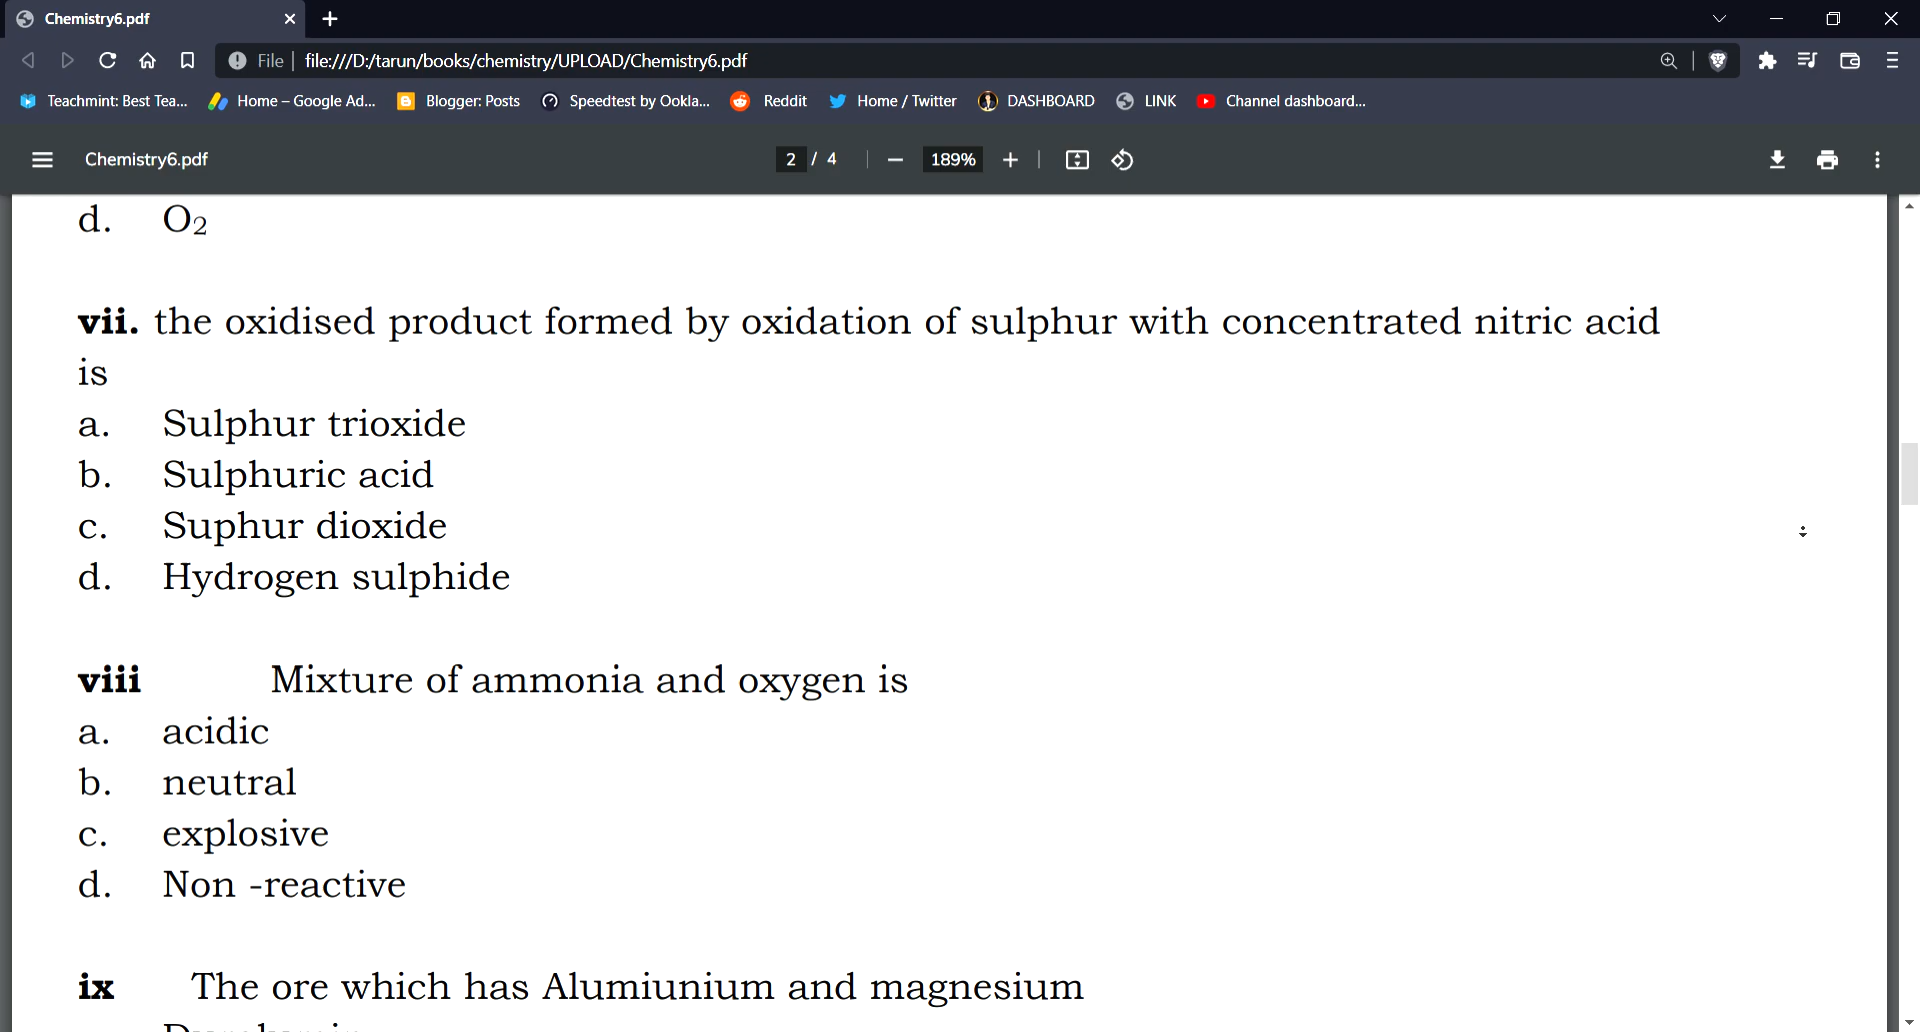 Chemistry6.pdf
File | file:///D:/tarun/books/chemistry/UPLOAD/Chemistry6.pdf
Teachmint: Best Tea... Home – Google Ad... Blogger: Posts Speedtest by Ookla... Reddit Home / Twitter DASHBOARD LINK Channel dashboard...
Chemistry6.pdf 2 / 4 189%
d. O₂
vii. the oxidised product formed by oxidation of sulphur with concentrated nitric acid
is
a. Sulphur trioxide
b. Sulphuric acid
c. Suphur dioxide
d. Hydrogen sulphide
viii Mixture of ammonia and oxygen is
a. acidic
b. neutral
c. explosive
d. Non -reactive
ix The ore which has Alumiunium and magnesium